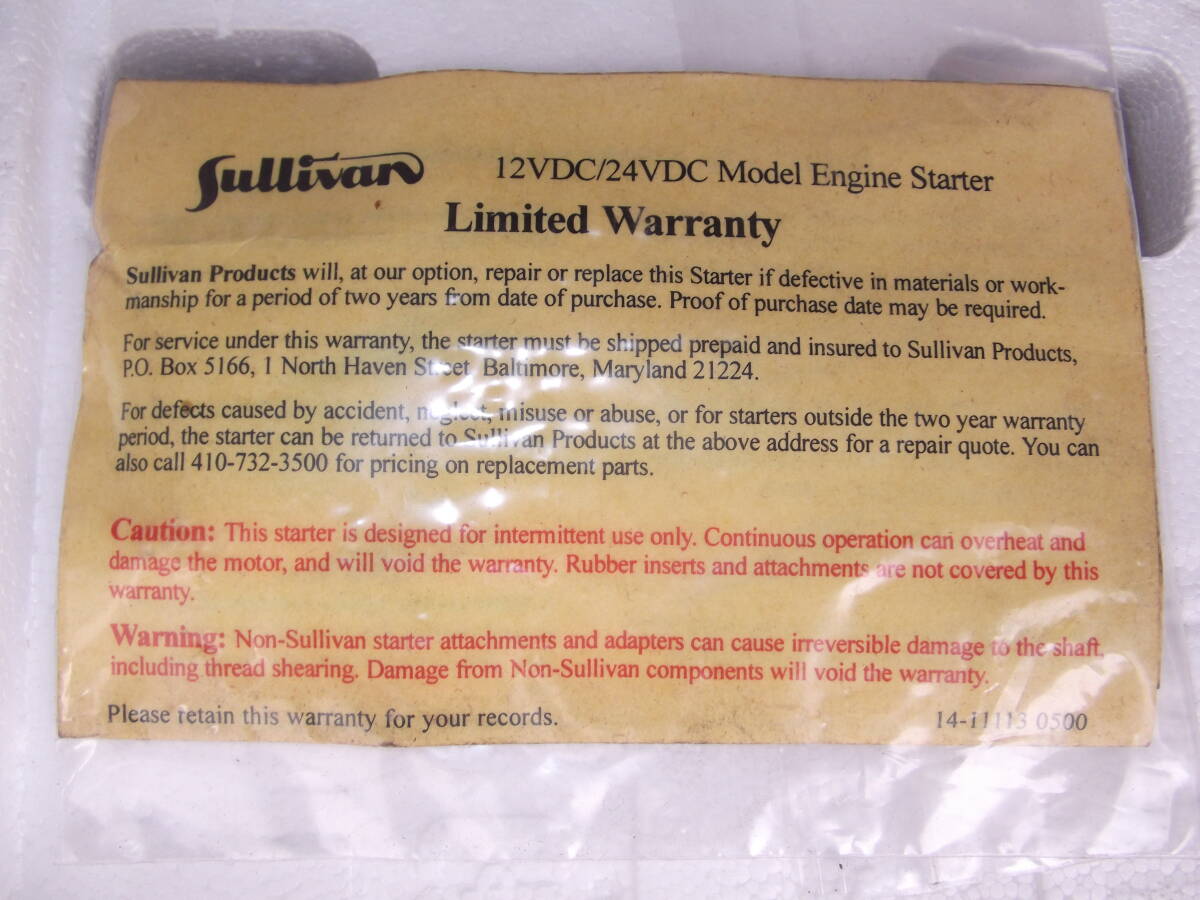 Sullivan
12VDC/24VDC Model Engine Starter
Limited Warranty
Sullivan Products will, at our option, repair or replace this Starter if defective in materials or work-
manship for a period of two years from date of purchase. Proof of purchase date may be required.
For service under this warranty, the starter must be shipped prepaid and insured to Sullivan Products,
P.O. Box 5166, 1 North Haven Street Baltimore, Maryland 21224.
For defects caused by accident, neglect, misuse or abuse, or for starters outside the two year warranty
period, the starter can be returned to Sullivan Products at the above address for a repair quote. You can
also call 410-732-3500 for pricing on replacement parts.
Caution: This starter is designed for intermittent use only. Continuous operation can overheat and
damage the motor, and will void the warranty. Rubber inserts and attachments are not covered by this
warranty.
Warning: Non-Sullivan starter attachments and adapters can cause irreversible damage to the shaft,
including thread shearing. Damage from Non-Sullivan components will void the warranty.
Please retain this warranty for your records.
14-11113 0500